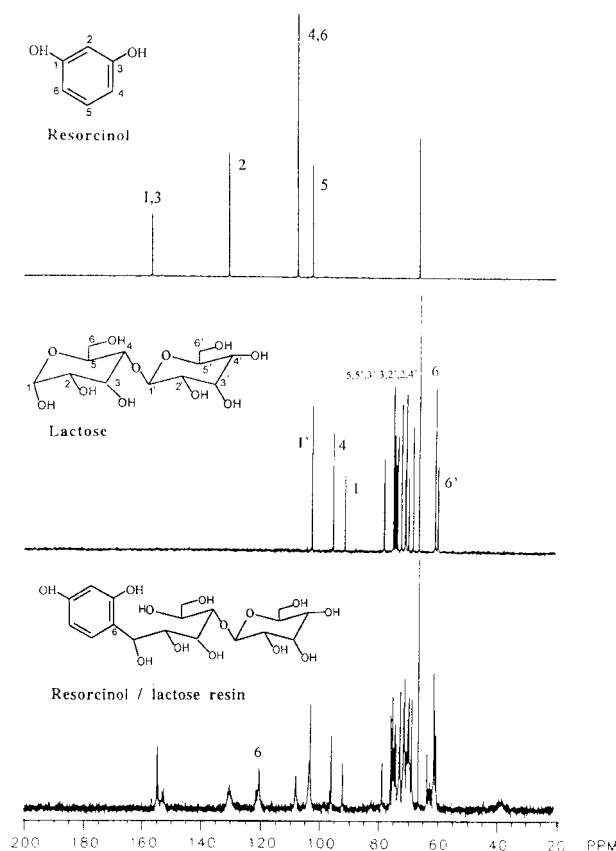 4,6
2
OH
OH
1
3
6
4
5
Resorcinol
2
1,3
5
6
OH
4
O
5
O
6'
OH
O
4'
OH
5'
1
2
3
1'
2'
3'
OH
OH
OH
OH
OH
Lactose
5,5',3',3,2',2,4'
6
1'
4
1
6'
HO
OH
6
OH
HO
OH
OH
OH
OH
O
O
OH
OH
OH
OH
Resorcinol / lactose resin
6
200 180 160 140 120 100 80 60 40 20 PPM